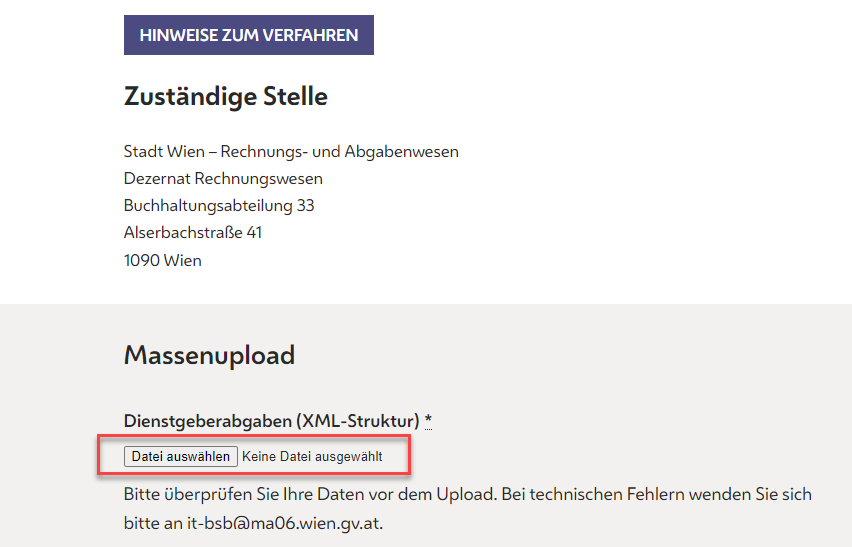 HINWEISE ZUM VERFAHREN
Zuständige Stelle
Stadt Wien – Rechnungs- und Abgabenwesen
Dezernat Rechnungswesen
Buchhaltungsabteilung 33
Alserbachstraße 41
1090 Wien
Massenupload
Dienstgeberabgaben (XML-Struktur) *
Datei auswählen Keine Datei ausgewählt
Bitte überprüfen Sie Ihre Daten vor dem Upload. Bei technischen Fehlern wenden Sie sich
bitte an it-bsb@ma06.wien.gv.at.